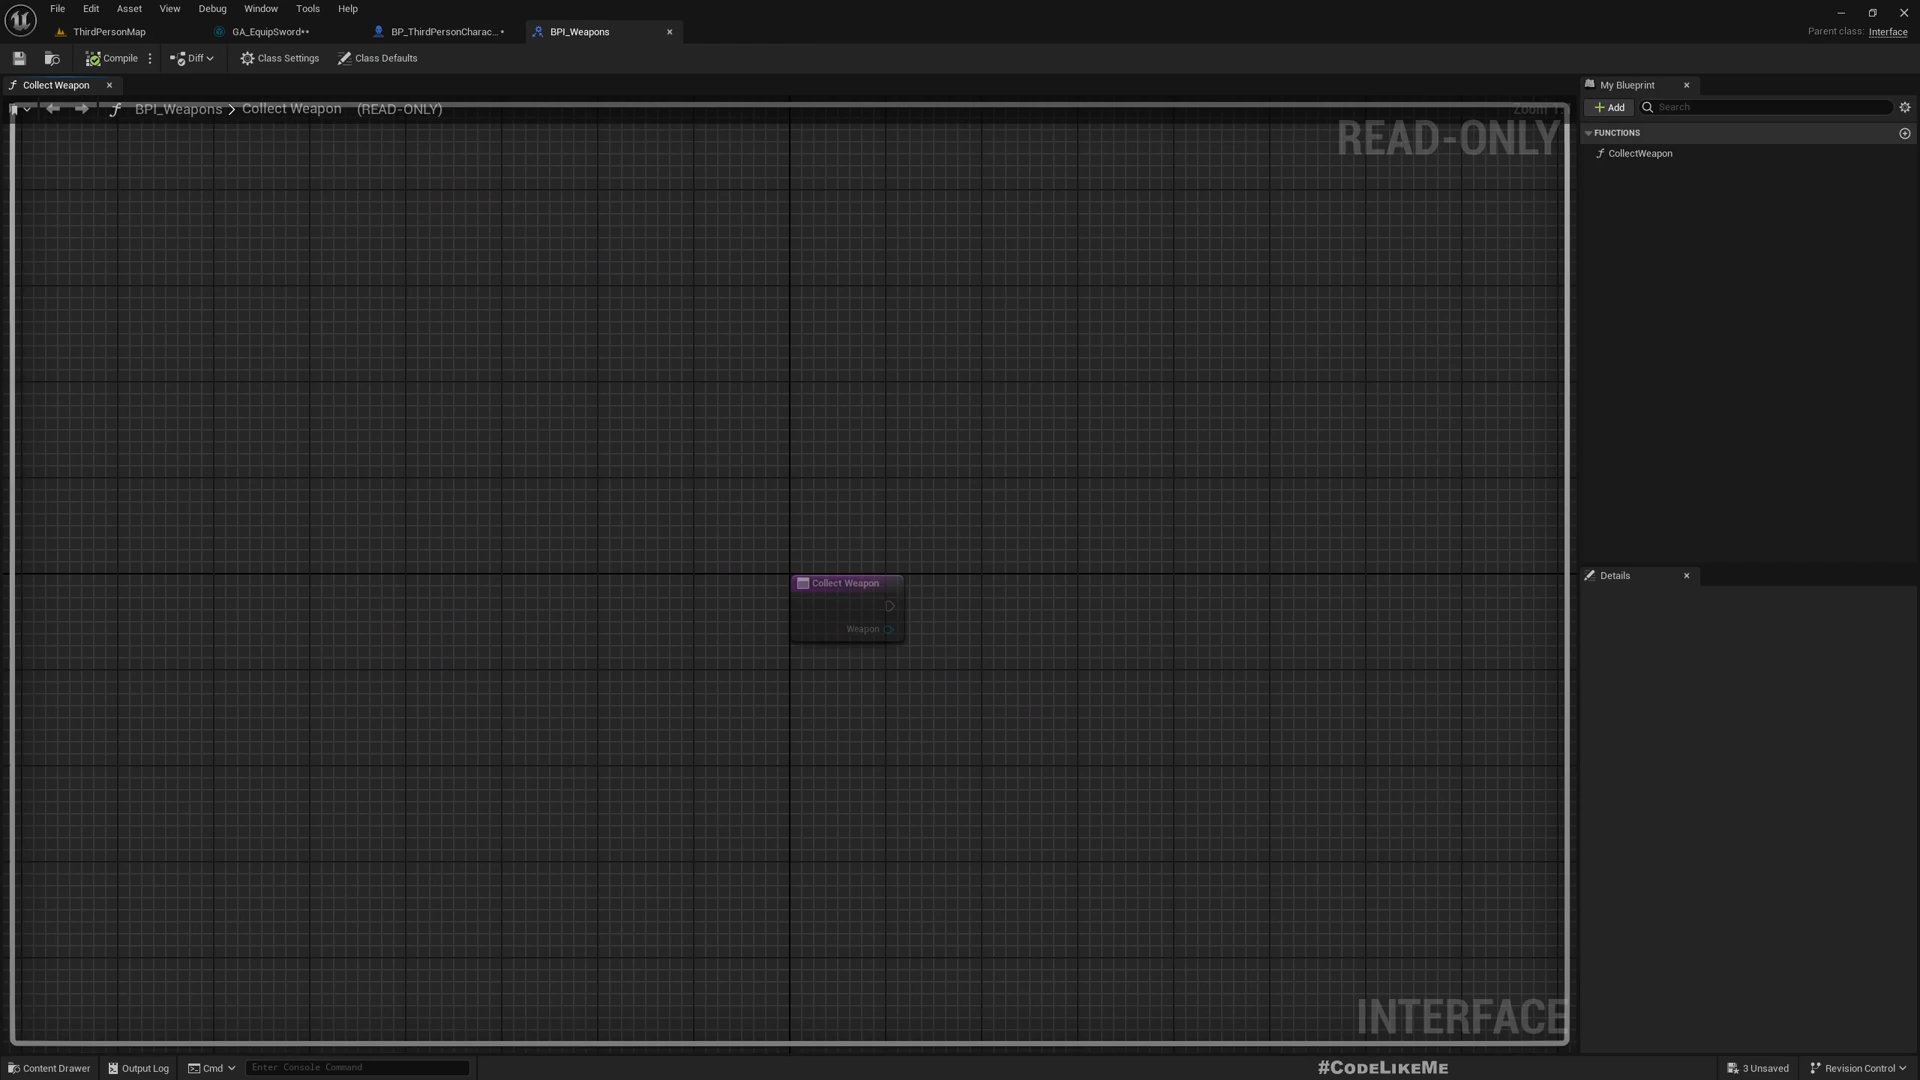 File Edit Asset View Debug Window Tools Help
ThirdPersonMap GA_EquipSword•• BP_ThirdPersonCharac...• BPI_Weapons
Parent class: Interface
Compile Diff Class Settings Class Defaults
Collect Weapon
BPI_Weapons > Collect Weapon (READ-ONLY)
READ-ONLY
My Blueprint
+ Add Search
FUNCTIONS
CollectWeapon
Details
Collect Weapon
Weapon
INTERFACE
Content Drawer Output Log Cmd Enter Console Command
#CodeLikeMe
3 Unsaved Revision Control